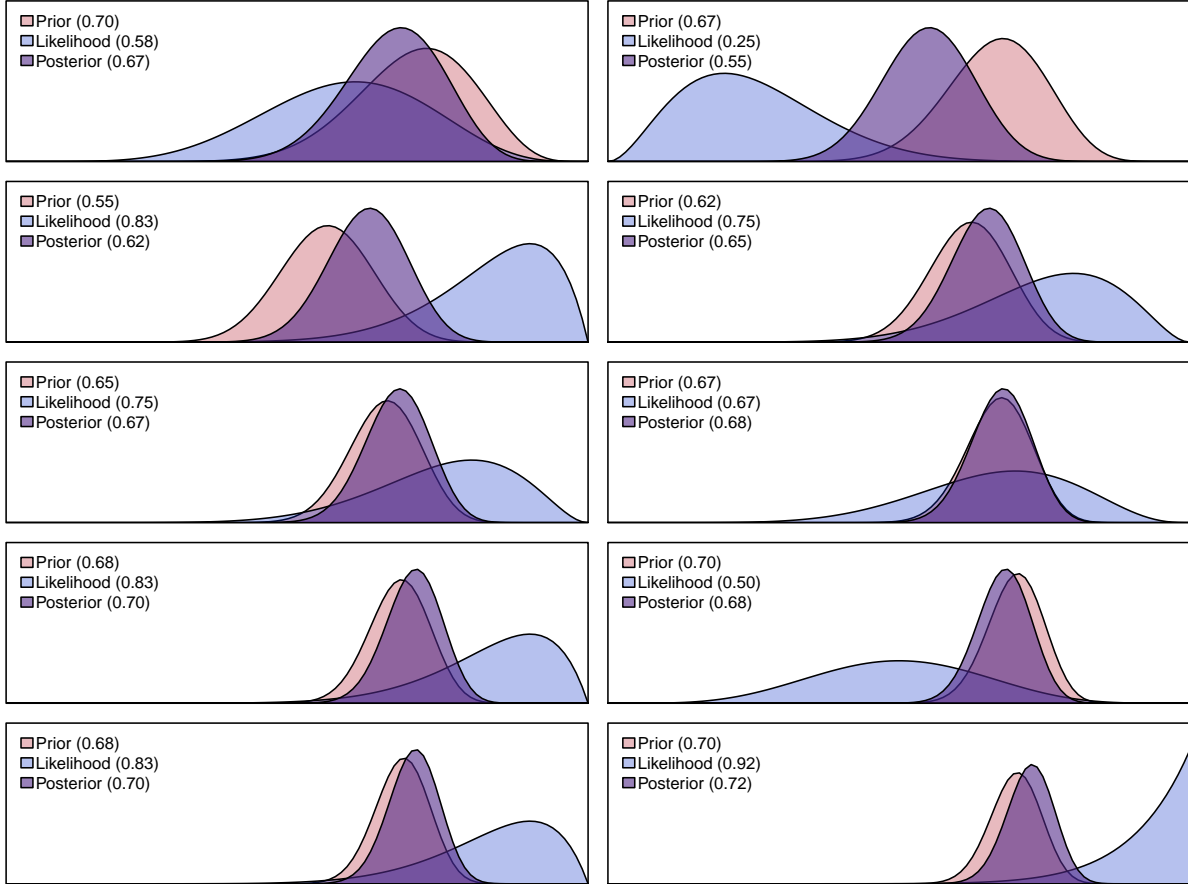 Prior (0.70)
Likelihood (0.58)
Posterior (0.67)
Prior (0.67)
Likelihood (0.25)
Posterior (0.55)
Prior (0.55)
Likelihood (0.83)
Posterior (0.62)
Prior (0.62)
Likelihood (0.75)
Posterior (0.65)
Prior (0.65)
Likelihood (0.75)
Posterior (0.67)
Prior (0.67)
Likelihood (0.67)
Posterior (0.68)
Prior (0.68)
Likelihood (0.83)
Posterior (0.70)
Prior (0.70)
Likelihood (0.50)
Posterior (0.68)
Prior (0.68)
Likelihood (0.83)
Posterior (0.70)
Prior (0.70)
Likelihood (0.92)
Posterior (0.72)